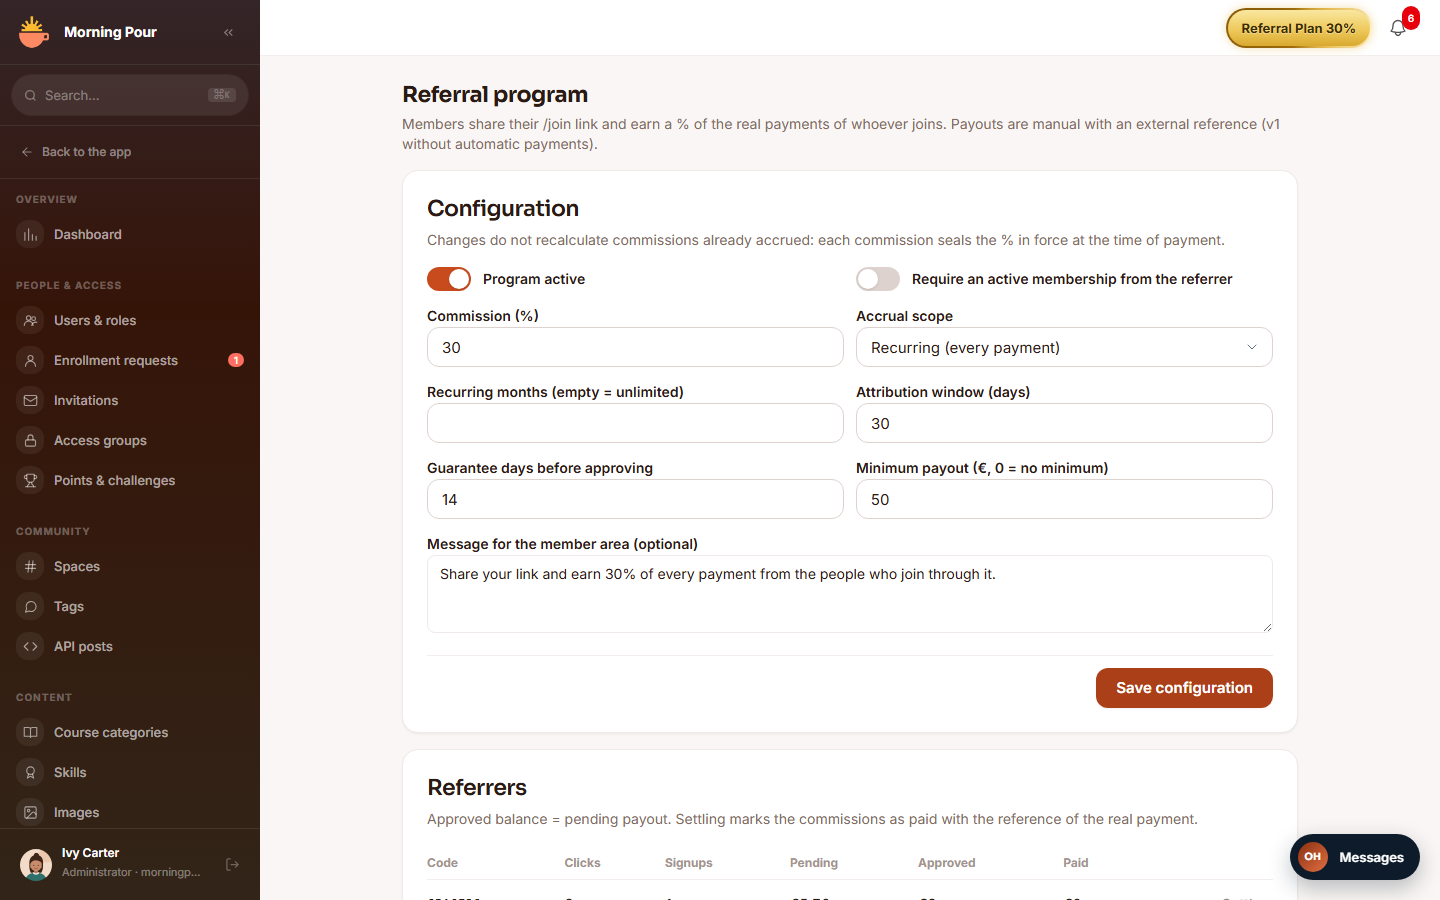 Morning Pour
Search...
⌘K
Back to the app
OVERVIEW
Dashboard
PEOPLE & ACCESS
Users & roles
Enrollment requests
1
Invitations
Access groups
Points & challenges
COMMUNITY
Spaces
Tags
API posts
CONTENT
Course categories
Skills
Images
Ivy Carter
Administrator · morningp...
Referral Plan 30%
6
Referral program
Members share their /join link and earn a % of the real payments of whoever joins. Payouts are manual with an external reference (v1
without automatic payments).
Configuration
Changes do not recalculate commissions already accrued: each commission seals the % in force at the time of payment.
Program active
Require an active membership from the referrer
Commission (%)
Accrual scope
30
Recurring (every payment)
Recurring months (empty = unlimited)
Attribution window (days)
30
Guarantee days before approving
Minimum payout (€, 0 = no minimum)
14
50
Message for the member area (optional)
Share your link and earn 30% of every payment from the people who join through it.
Save configuration
Referrers
Approved balance = pending payout. Settling marks the commissions as paid with the reference of the real payment.
Code Clicks Signups Pending Approved Paid
OH Messages